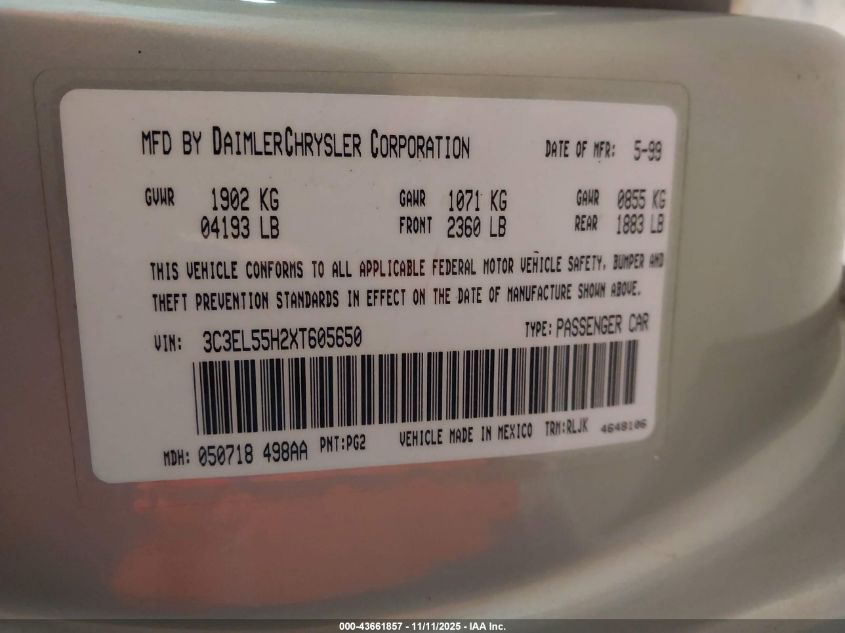 MFD BY DAIMLERCHRYSLER CORPORATION DATE OF MFR: 5-99
GVWR 1902 KG GAWR 1071 KG GAWR 0855 KG
04193 LB FRONT 2360 LB REAR 1883 LB
THIS VEHICLE CONFORMS TO ALL APPLICABLE FEDERAL MOTOR VEHICLE SAFETY, BUMPER AND
THEFT PREVENTION STANDARDS IN EFFECT ON THE DATE OF MANUFACTURE SHOWN ABOVE.
VIN: 3C3EL55H2XT605650 TYPE: PASSENGER CAR
MDH: 050718 498AA PNT:PG2 VEHICLE MADE IN MEXICO TRM:RLJK 4648106
000-43661857 - 11/11/2025 - IAA Inc.